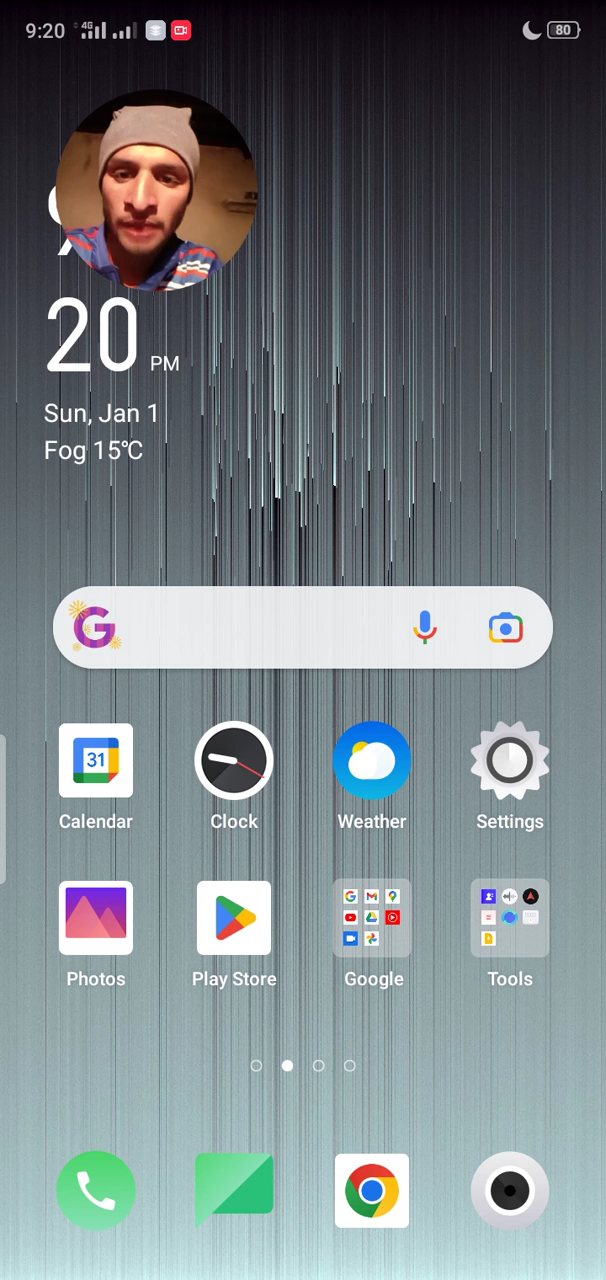 9:20 4G 80
20 PM
Sun, Jan 1
Fog 15℃
G
31
Calendar Clock Weather Settings
Photos Play Store Google Tools